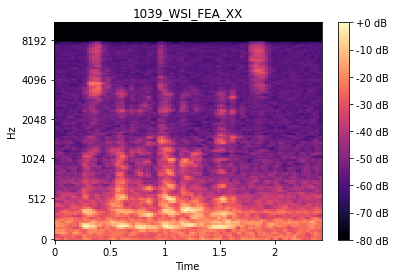 1039_WSI_FEA_XX
+0 dB
8192
-10 dB
4096
-20 dB
-30 dB
2048
Hz
-40 dB
1024
-50 dB
512
-60 dB
-70 dB
0
-80 dB
0 0.5 1 1.5 2
Time